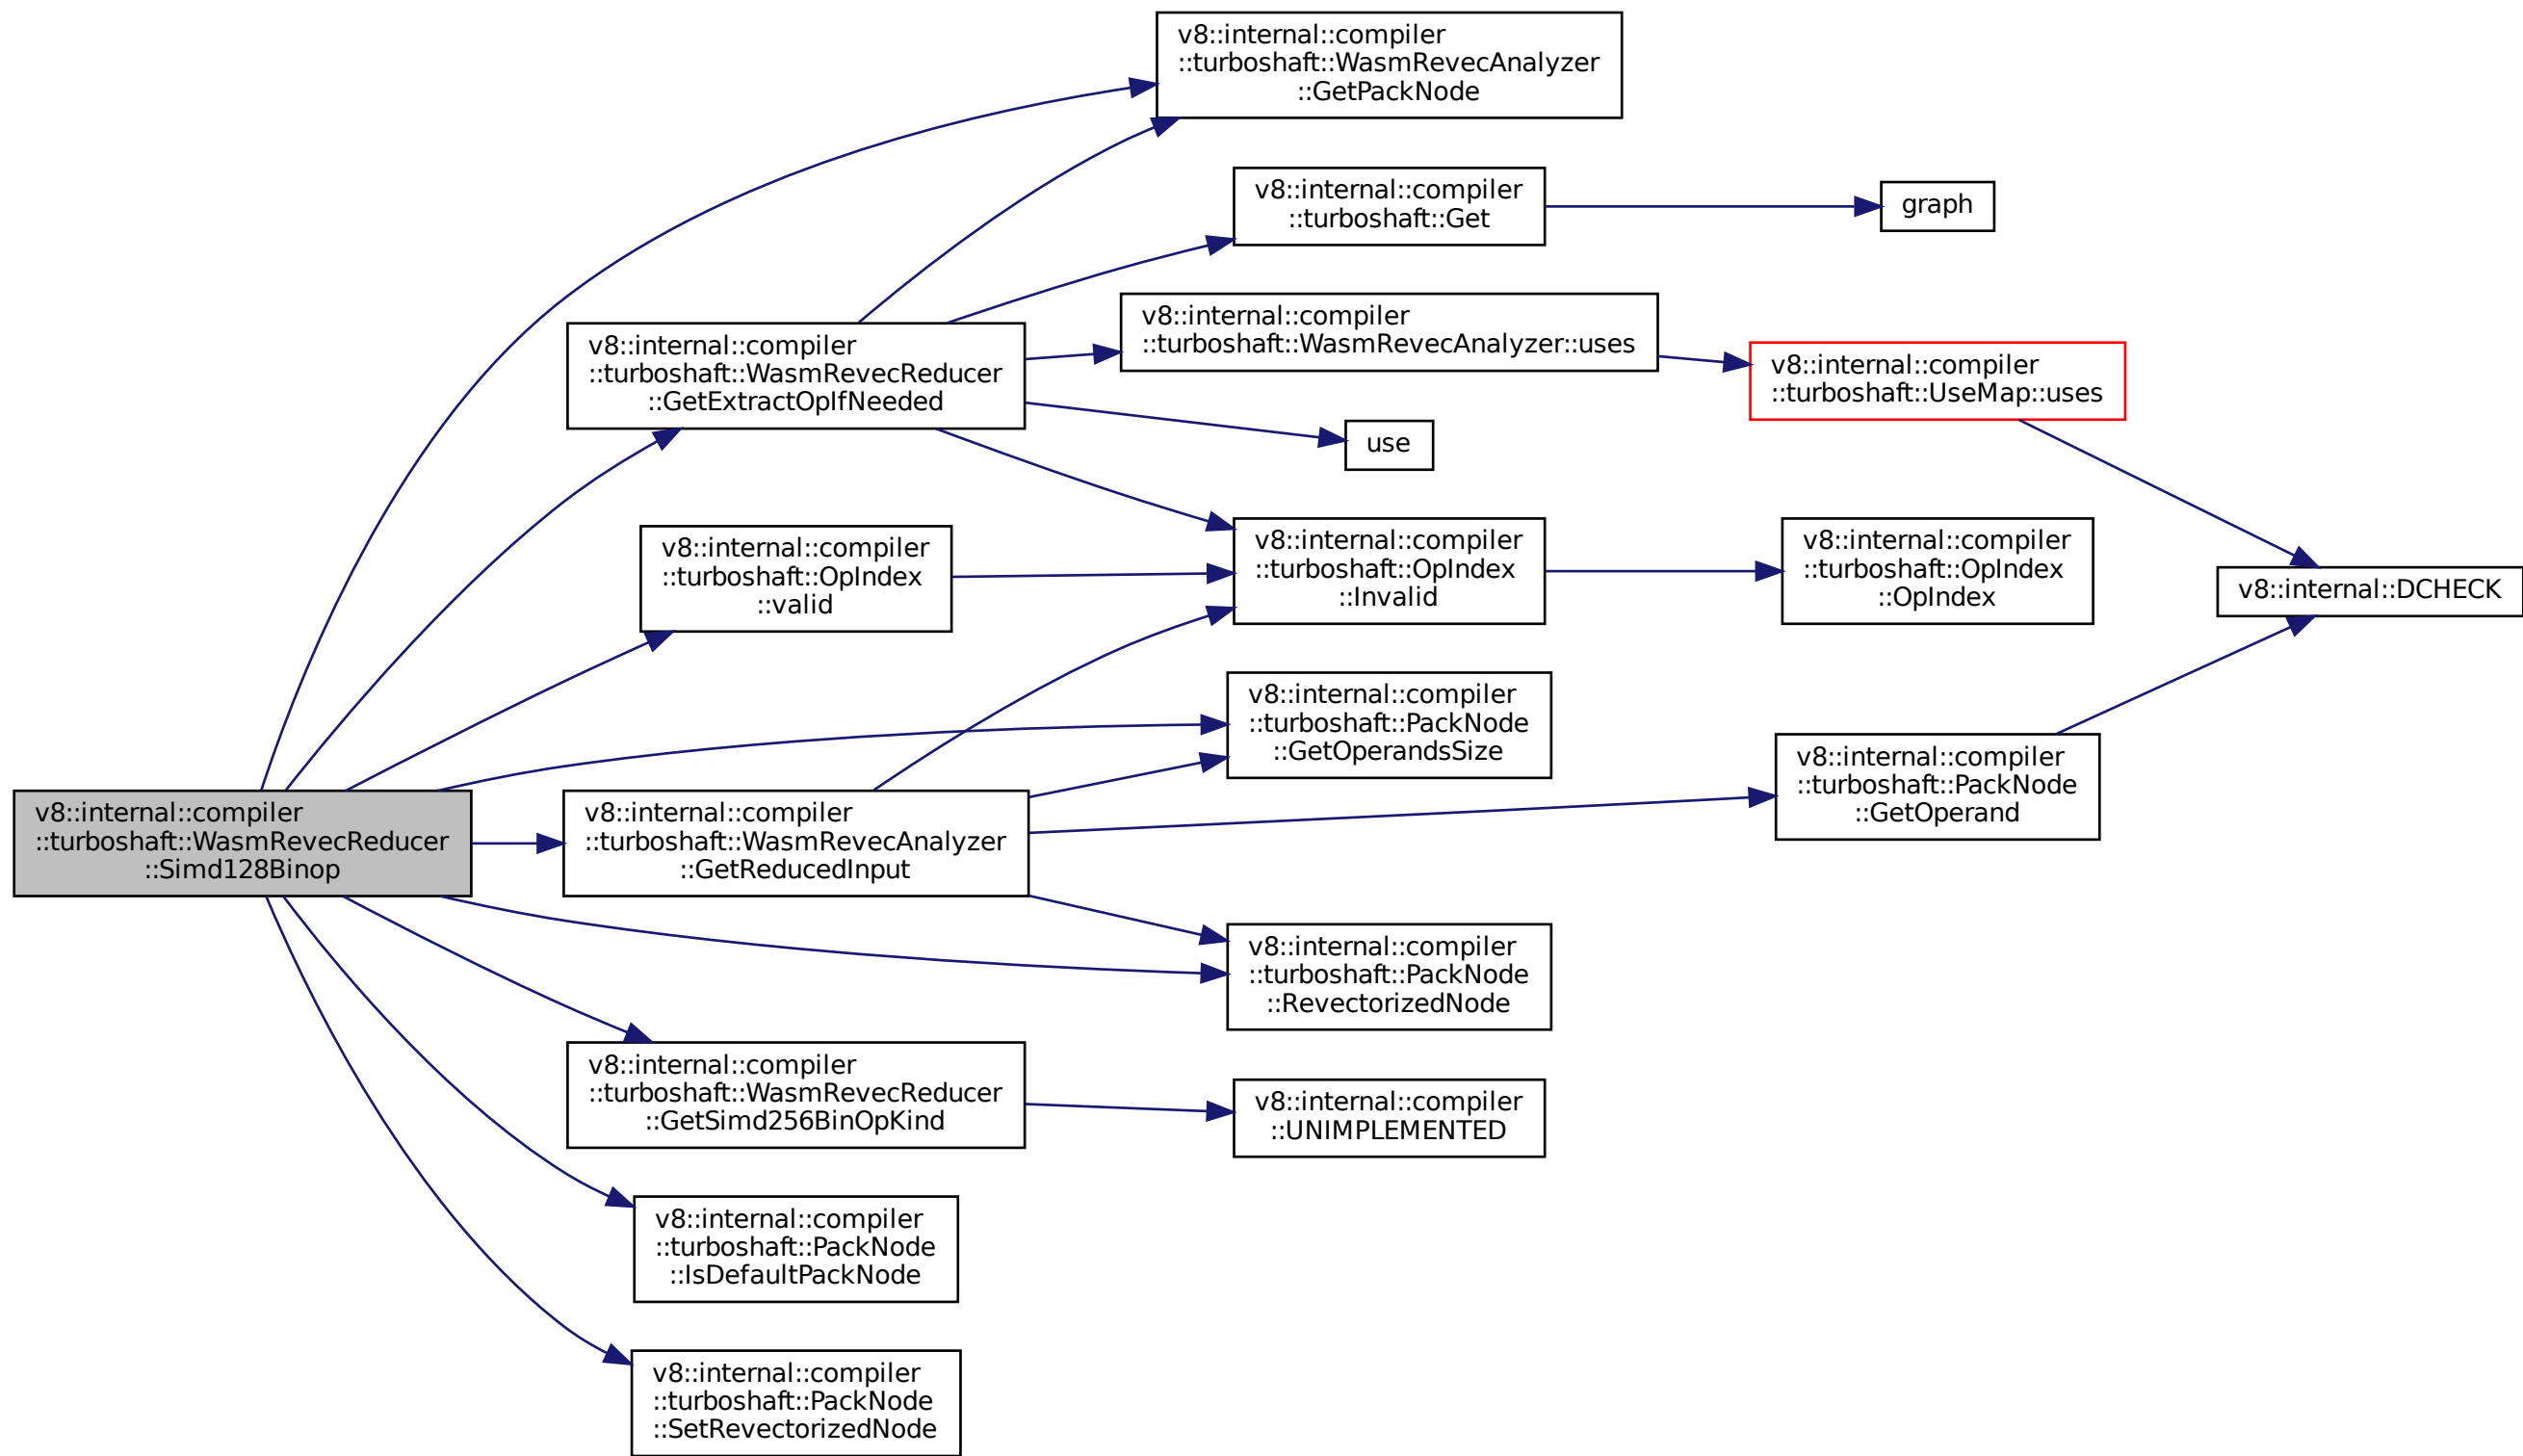 v8::internal::compiler
::turboshaft::WasmRevecAnalyzer
::GetPackNode
v8::internal::compiler
::turboshaft::Get
graph
v8::internal::compiler
::turboshaft::WasmRevecAnalyzer::uses
v8::internal::compiler
::turboshaft::WasmRevecReducer
::GetExtractOpIfNeeded
v8::internal::compiler
::turboshaft::UseMap::uses
use
v8::internal::compiler
::turboshaft::OpIndex
::valid
v8::internal::compiler
::turboshaft::OpIndex
::Invalid
v8::internal::compiler
::turboshaft::OpIndex
::OpIndex
v8::internal::DCHECK
v8::internal::compiler
::turboshaft::PackNode
::GetOperandsSize
v8::internal::compiler
::turboshaft::PackNode
::GetOperand
v8::internal::compiler
::turboshaft::WasmRevecReducer
::Simd128Binop
v8::internal::compiler
::turboshaft::WasmRevecAnalyzer
::GetReducedInput
v8::internal::compiler
::turboshaft::PackNode
::RevectorizedNode
v8::internal::compiler
::turboshaft::WasmRevecReducer
::GetSimd256BinOpKind
v8::internal::compiler
::UNIMPLEMENTED
v8::internal::compiler
::turboshaft::PackNode
::IsDefaultPackNode
v8::internal::compiler
::turboshaft::PackNode
::SetRevectorizedNode